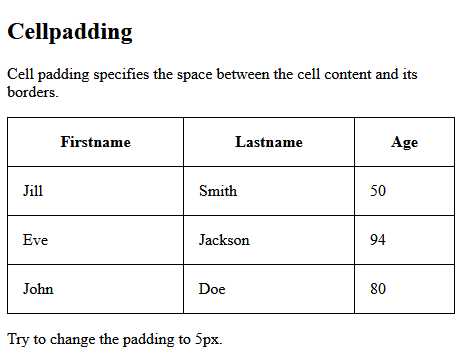 Cellpadding
Cell padding specifies the space between the cell content and its
borders.
Firstname Lastname Age
Jill Smith 50
Eve Jackson 94
John Doe 80
Try to change the padding to 5px.